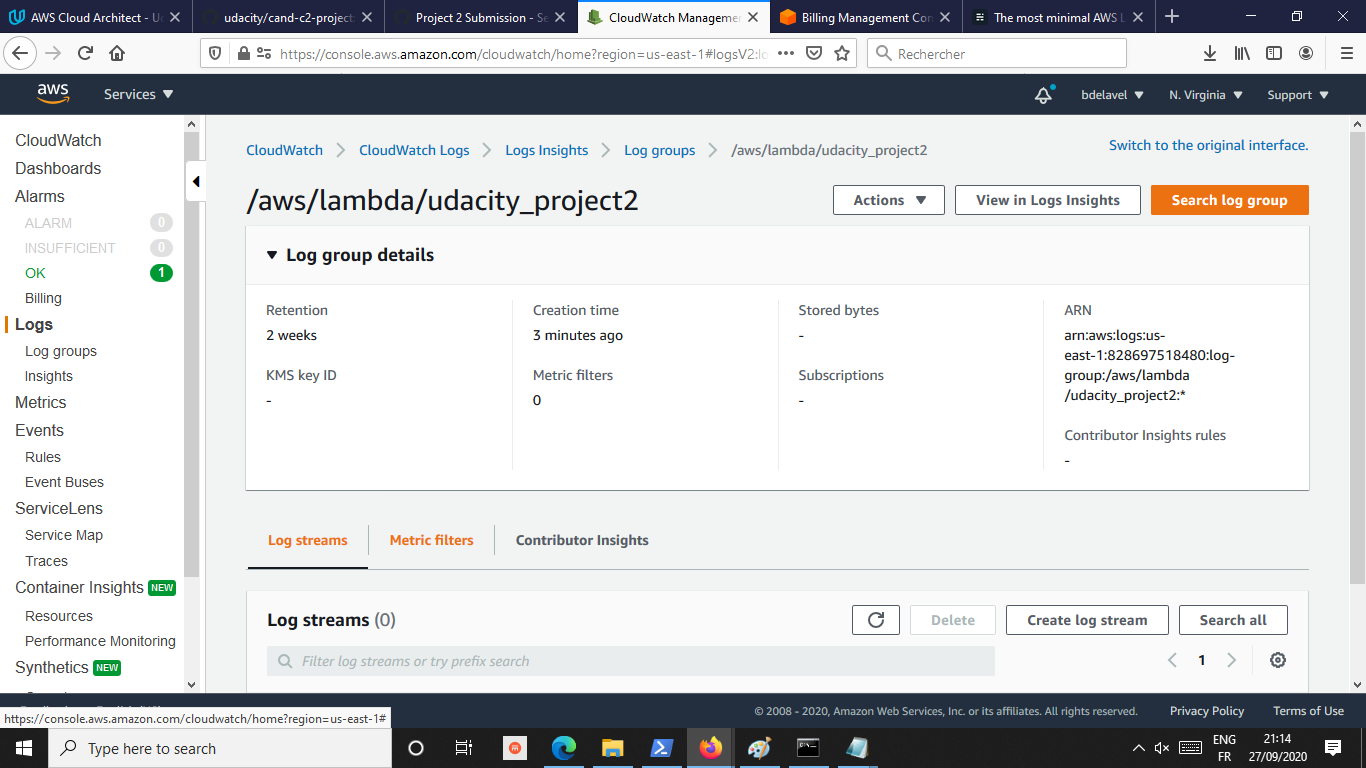 AWS Cloud Architect - Ud
udacity/cand-c2-project
Project 2 Submission - Se
CloudWatch Manageme
Billing Management Con
The most minimal AWS L
https://console.aws.amazon.com/cloudwatch/home?region=us-east-1#logsV2:lo
Rechercher
aws
Services
bdelavel
N. Virginia
Support
CloudWatch
Dashboards
Alarms
ALARM 0
INSUFFICIENT 0
OK 1
Billing
Logs
Log groups
Insights
Metrics
Events
Rules
Event Buses
ServiceLens
Service Map
Traces
Container Insights NEW
Resources
Performance Monitoring
Synthetics NEW
CloudWatch
CloudWatch Logs
Logs Insights
Log groups
/aws/lambda/udacity_project2
Switch to the original interface.
/aws/lambda/udacity_project2
Actions
View in Logs Insights
Search log group
Log group details
Retention
2 weeks
KMS key ID
-
Creation time
3 minutes ago
Metric filters
0
Stored bytes
-
Subscriptions
-
ARN
arn:aws:logs:us-
east-1:828697518480:log-
group:/aws/lambda
/udacity_project2:*
Contributor Insights rules
-
Log streams
Metric filters
Contributor Insights
Log streams (0)
Delete
Create log stream
Search all
Filter log streams or try prefix search
1
https://console.aws.amazon.com/cloudwatch/home?region=us-east-1#
© 2008 - 2020, Amazon Web Services, Inc. or its affiliates. All rights reserved.
Privacy Policy
Terms of Use
Type here to search
ENG
FR
21:14
27/09/2020